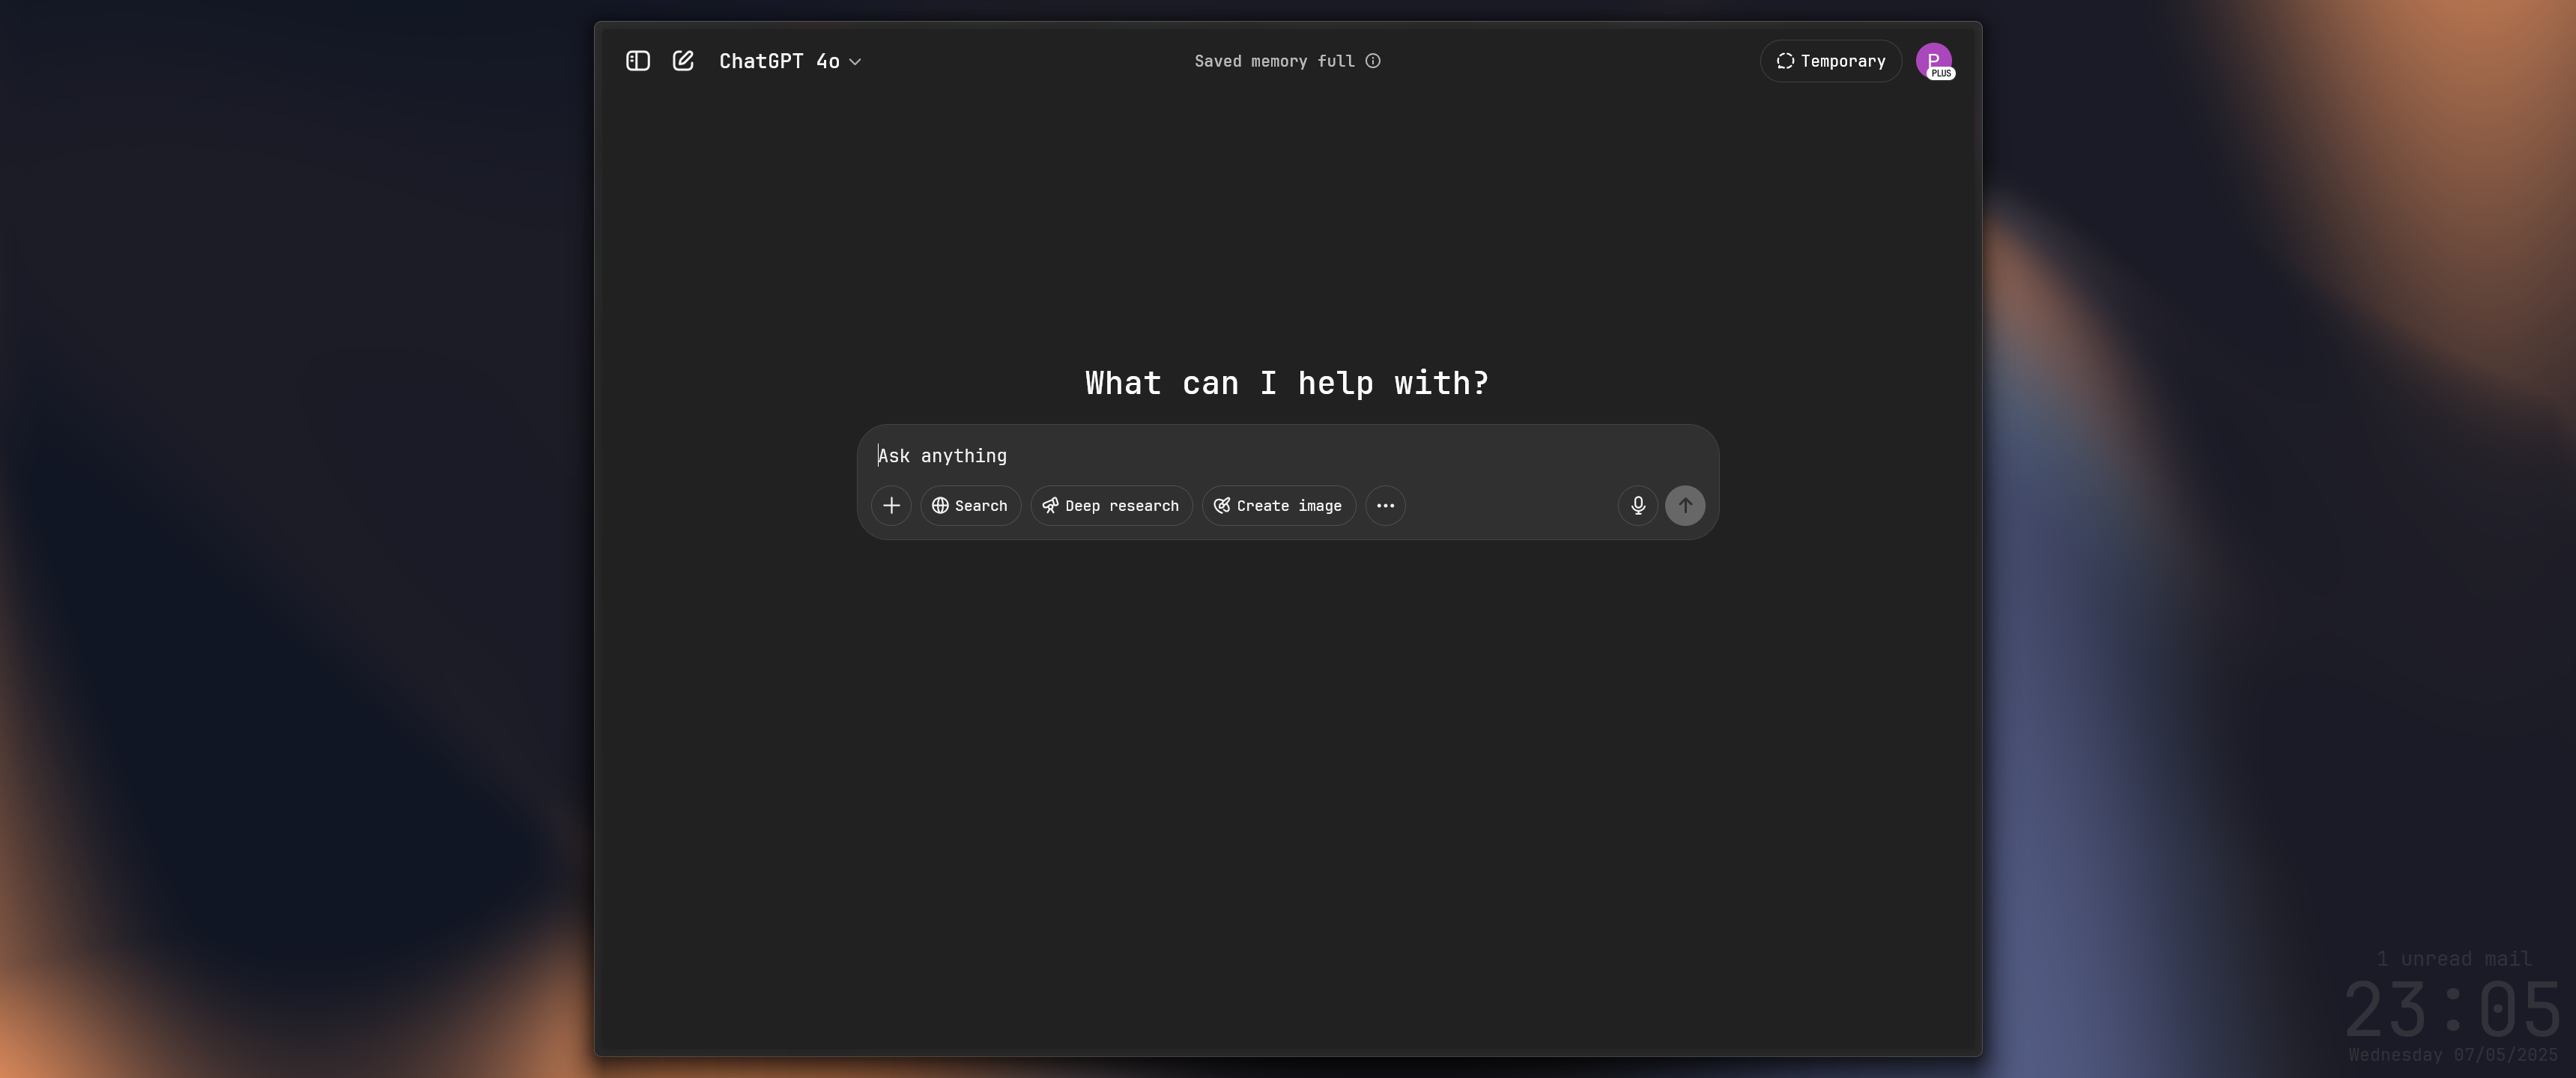 ChatGPT 4o
Saved memory full
Temporary
P
PLUS
What can I help with?
Ask anything
Search
Deep research
Create image
1 unread mail
23:05
Wednesday 07/05/2025